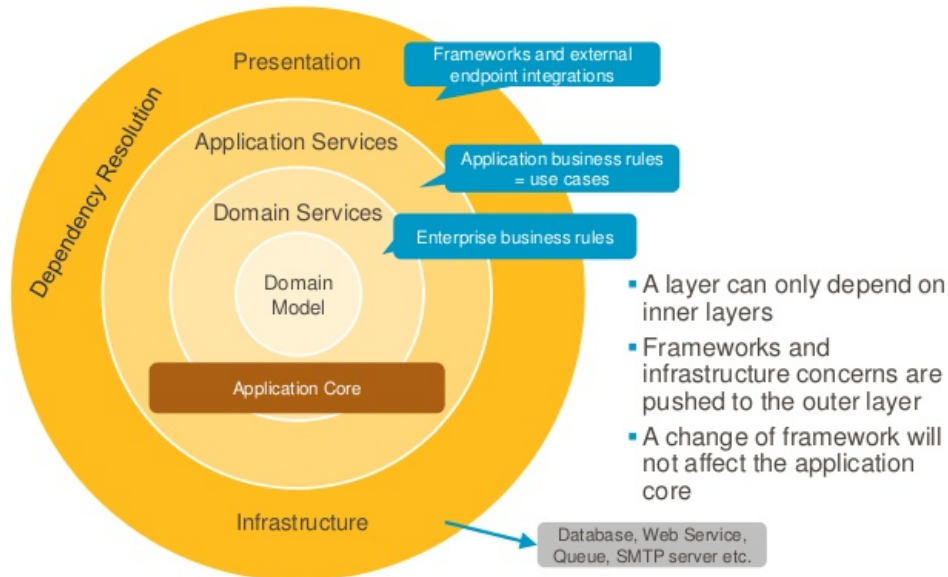 Presentation
Frameworks and external
endpoint integrations
Dependency Resolution
Application Services
Application business rules
= use cases
Domain Services
Enterprise business rules
Domain
Model
Application Core
Infrastructure
Database, Web Service,
Queue, SMTP server etc.
▪ A layer can only depend on
inner layers
▪ Frameworks and
infrastructure concerns are
pushed to the outer layer
▪ A change of framework will
not affect the application
core